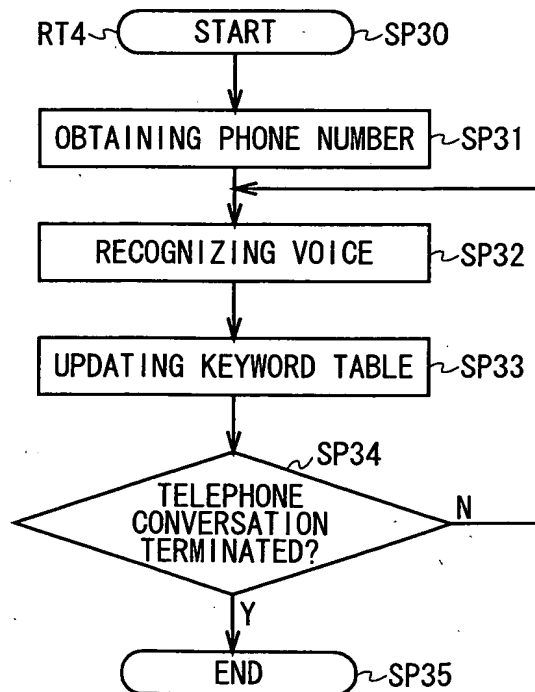 RT4 START SP30
OBTAINING PHONE NUMBER SP31
RECOGNIZING VOICE SP32
UPDATING KEYWORD TABLE SP33
SP34
TELEPHONE
CONVERSATION
TERMINATED?
N
Y
END SP35